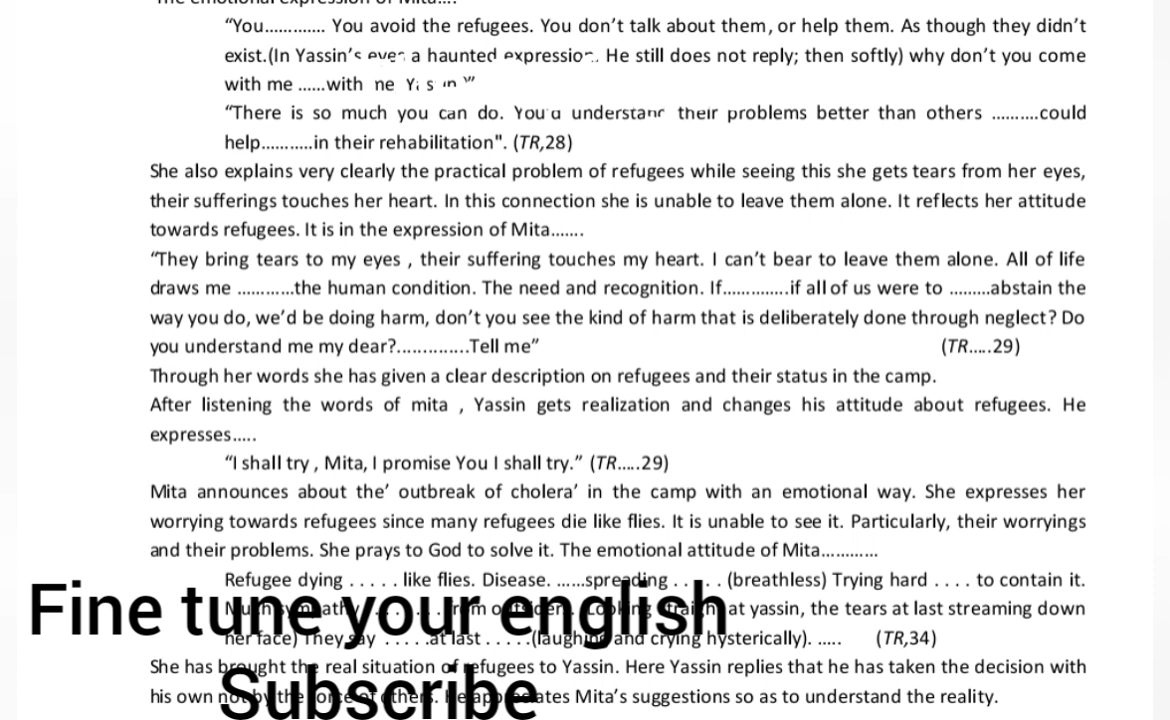 “You............. You avoid the refugees. You don’t talk about them, or help them. As though they didn’t
exist.(In Yassin’s a haunted expression. He still does not reply; then softly) why don’t you come
with me ......with
“There is so much you can do. understand their problems better than others ..........could
help...........in their rehabilitation". (TR,28)
She also explains very clearly the practical problem of refugees while seeing this she gets tears from her eyes,
their sufferings touches her heart. In this connection she is unable to leave them alone. It reflects her attitude
towards refugees. It is in the expression of Mita.......
“They bring tears to my eyes , their suffering touches my heart. I can’t bear to leave them alone. All of life
draws me ............the human condition. The need and recognition. If..............if all of us were to .........abstain the
way you do, we’d be doing harm, don’t you see the kind of harm that is deliberately done through neglect? Do
you understand me my dear?..............Tell me” (TR.....29)
Through her words she has given a clear description on refugees and their status in the camp.
After listening the words of mita , Yassin gets realization and changes his attitude about refugees. He
expresses.....
“I shall try , Mita, I promise You I shall try.” (TR.....29)
Mita announces about the’ outbreak of cholera’ in the camp with an emotional way. She expresses her
worrying towards refugees since many refugees die like flies. It is unable to see it. Particularly, their worryings
and their problems. She prays to God to solve it. The emotional attitude of Mita............
Refugee dying . . . . . like flies. Disease. ......spreading . . . . . (breathless) Trying hard . . . . to contain it.
at yassin, the tears at last streaming down
her face) They say . . . . .at last . . . . .(laughing and crying hysterically). ..... (TR,34)
Fine tune your english
She has brought the real situation of refugees to Yassin. Here Yassin replies that he has taken the decision with
his own not by the force of others. He appreciates Mita’s suggestions so as to understand the reality.
Subscribe